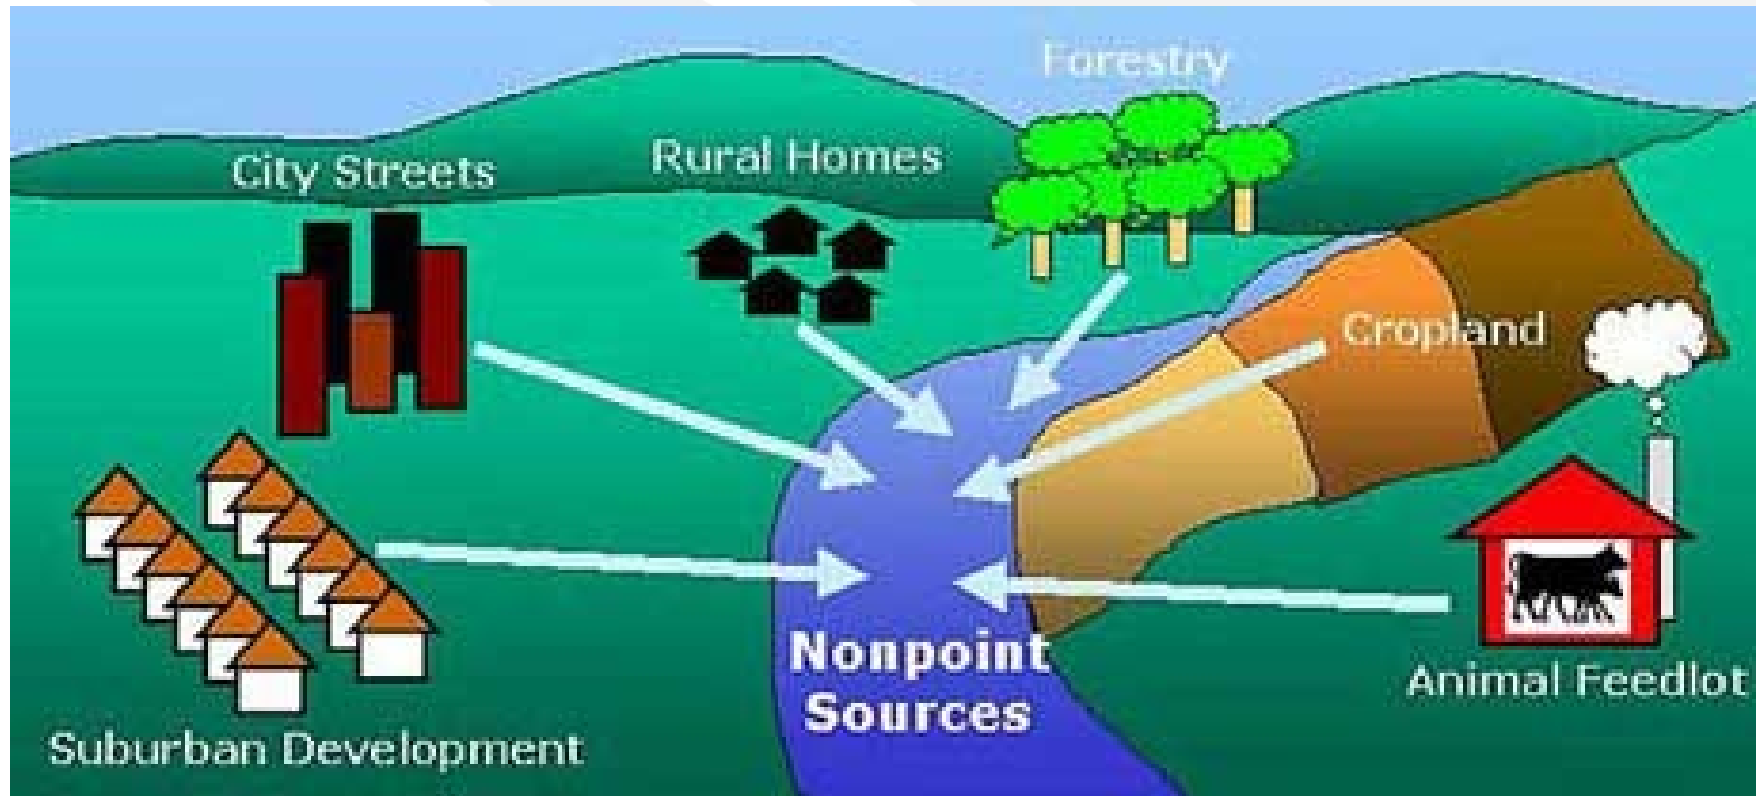 Forestry
City Streets
Rural Homes
Cropland
Nonpoint
Sources
Animal Feedlot
Suburban Development